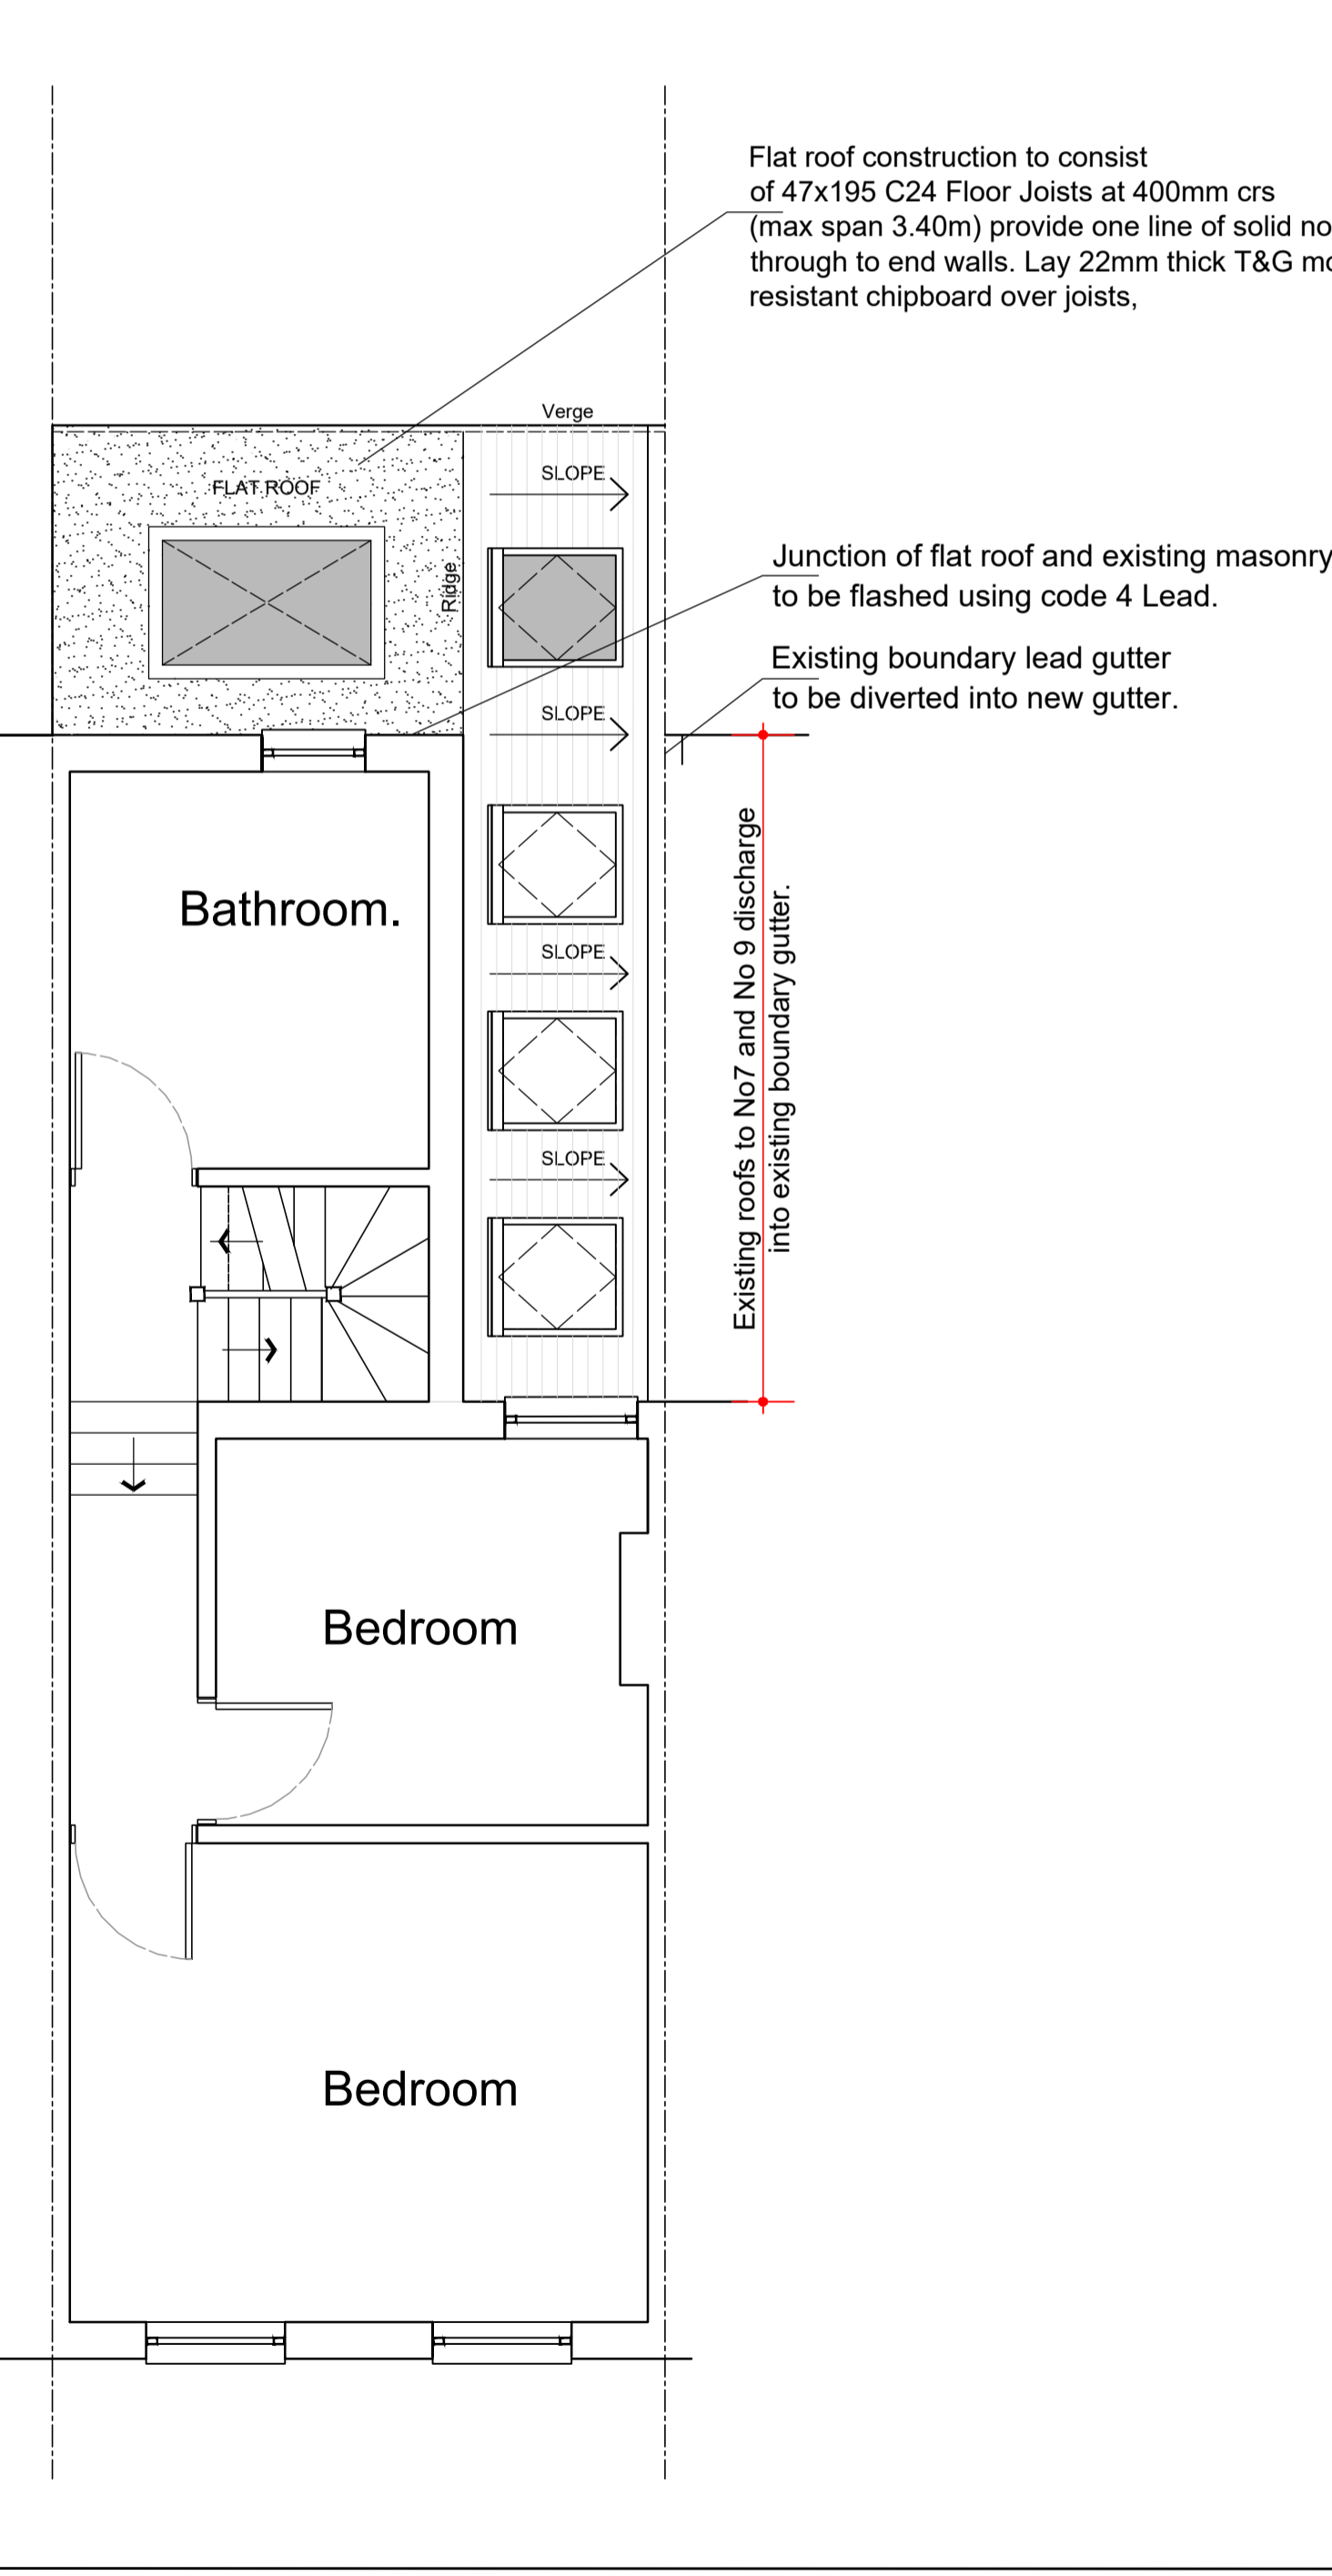 Flat roof construction to consist
of 47x195 C24 Floor Joists at 400mm crs
(max span 3.40m) provide one line of solid
through to end walls. Lay 22mm thick T&G
resistant chipboard over joists,
Verge
SLOPE
FLAT ROOF
Ridge
Junction of flat roof and existing masonry
to be flashed using code 4 Lead.
Existing boundary lead gutter
to be diverted into new gutter.
SLOPE
Existing roofs to No7 and No 9 discharge
into existing boundary gutter.
Bathroom.
SLOPE
SLOPE
Bedroom
Bedroom